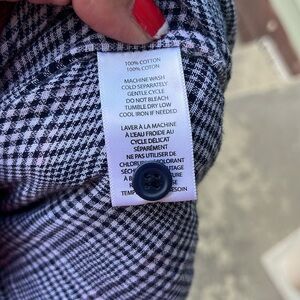 100% COTTON
100% COTON
MACHINE WASH
COLD SEPARATELY
GENTLE CYCLE
DO NOT BLEACH
TUMBLE DRY LOW
COOL IRON IF NEEDED
LAVER À LA MACHINE
À L'EAU FROIDE AU
CYCLE DÉLICAT
SÉPARÉMENT
NE PAS UTILISER DE